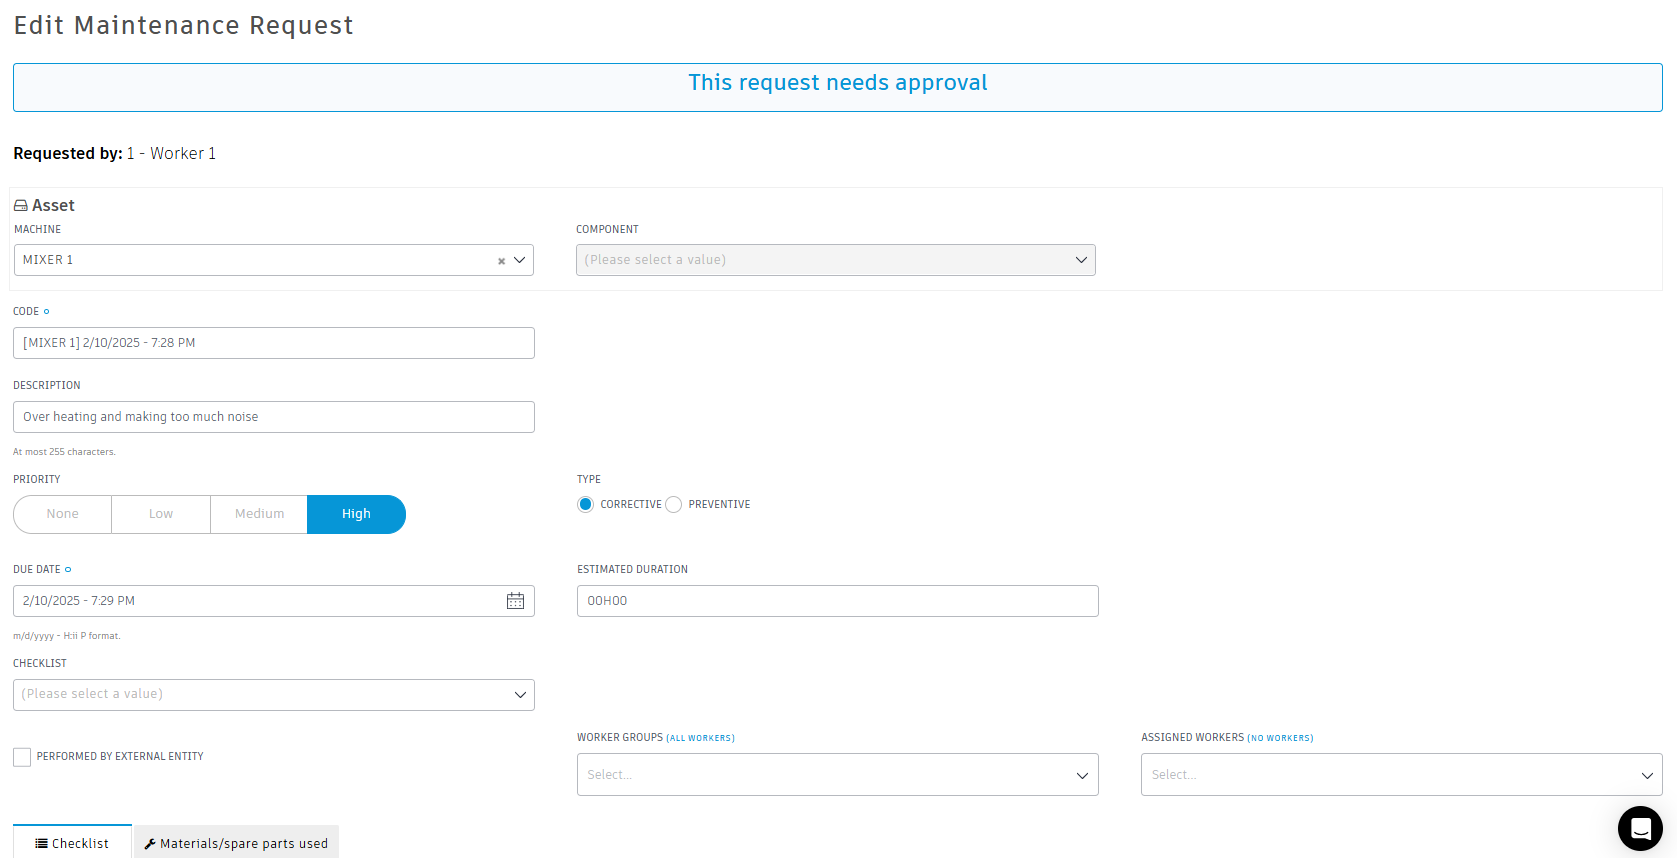 Edit Maintenance Request
This request needs approval
Requested by: 1 - Worker 1
Asset
MACHINE
COMPONENT
MIXER 1
(Please select a value)
CODE
[MIXER 1] 2/10/2025 - 7:28 PM
DESCRIPTION
Over heating and making too much noise
At most 255 characters.
PRIORITY
TYPE
None
Low
Medium
High
CORRECTIVE
PREVENTIVE
DUE DATE
ESTIMATED DURATION
2/10/2025 - 7:29 PM
00H00
m/d/yyyy - H:ii P format.
CHECKLIST
(Please select a value)
PERFORMED BY EXTERNAL ENTITY
WORKER GROUPS (ALL WORKERS)
ASSIGNED WORKERS (NO WORKERS)
Select...
Select...
Checklist
Materials/spare parts used